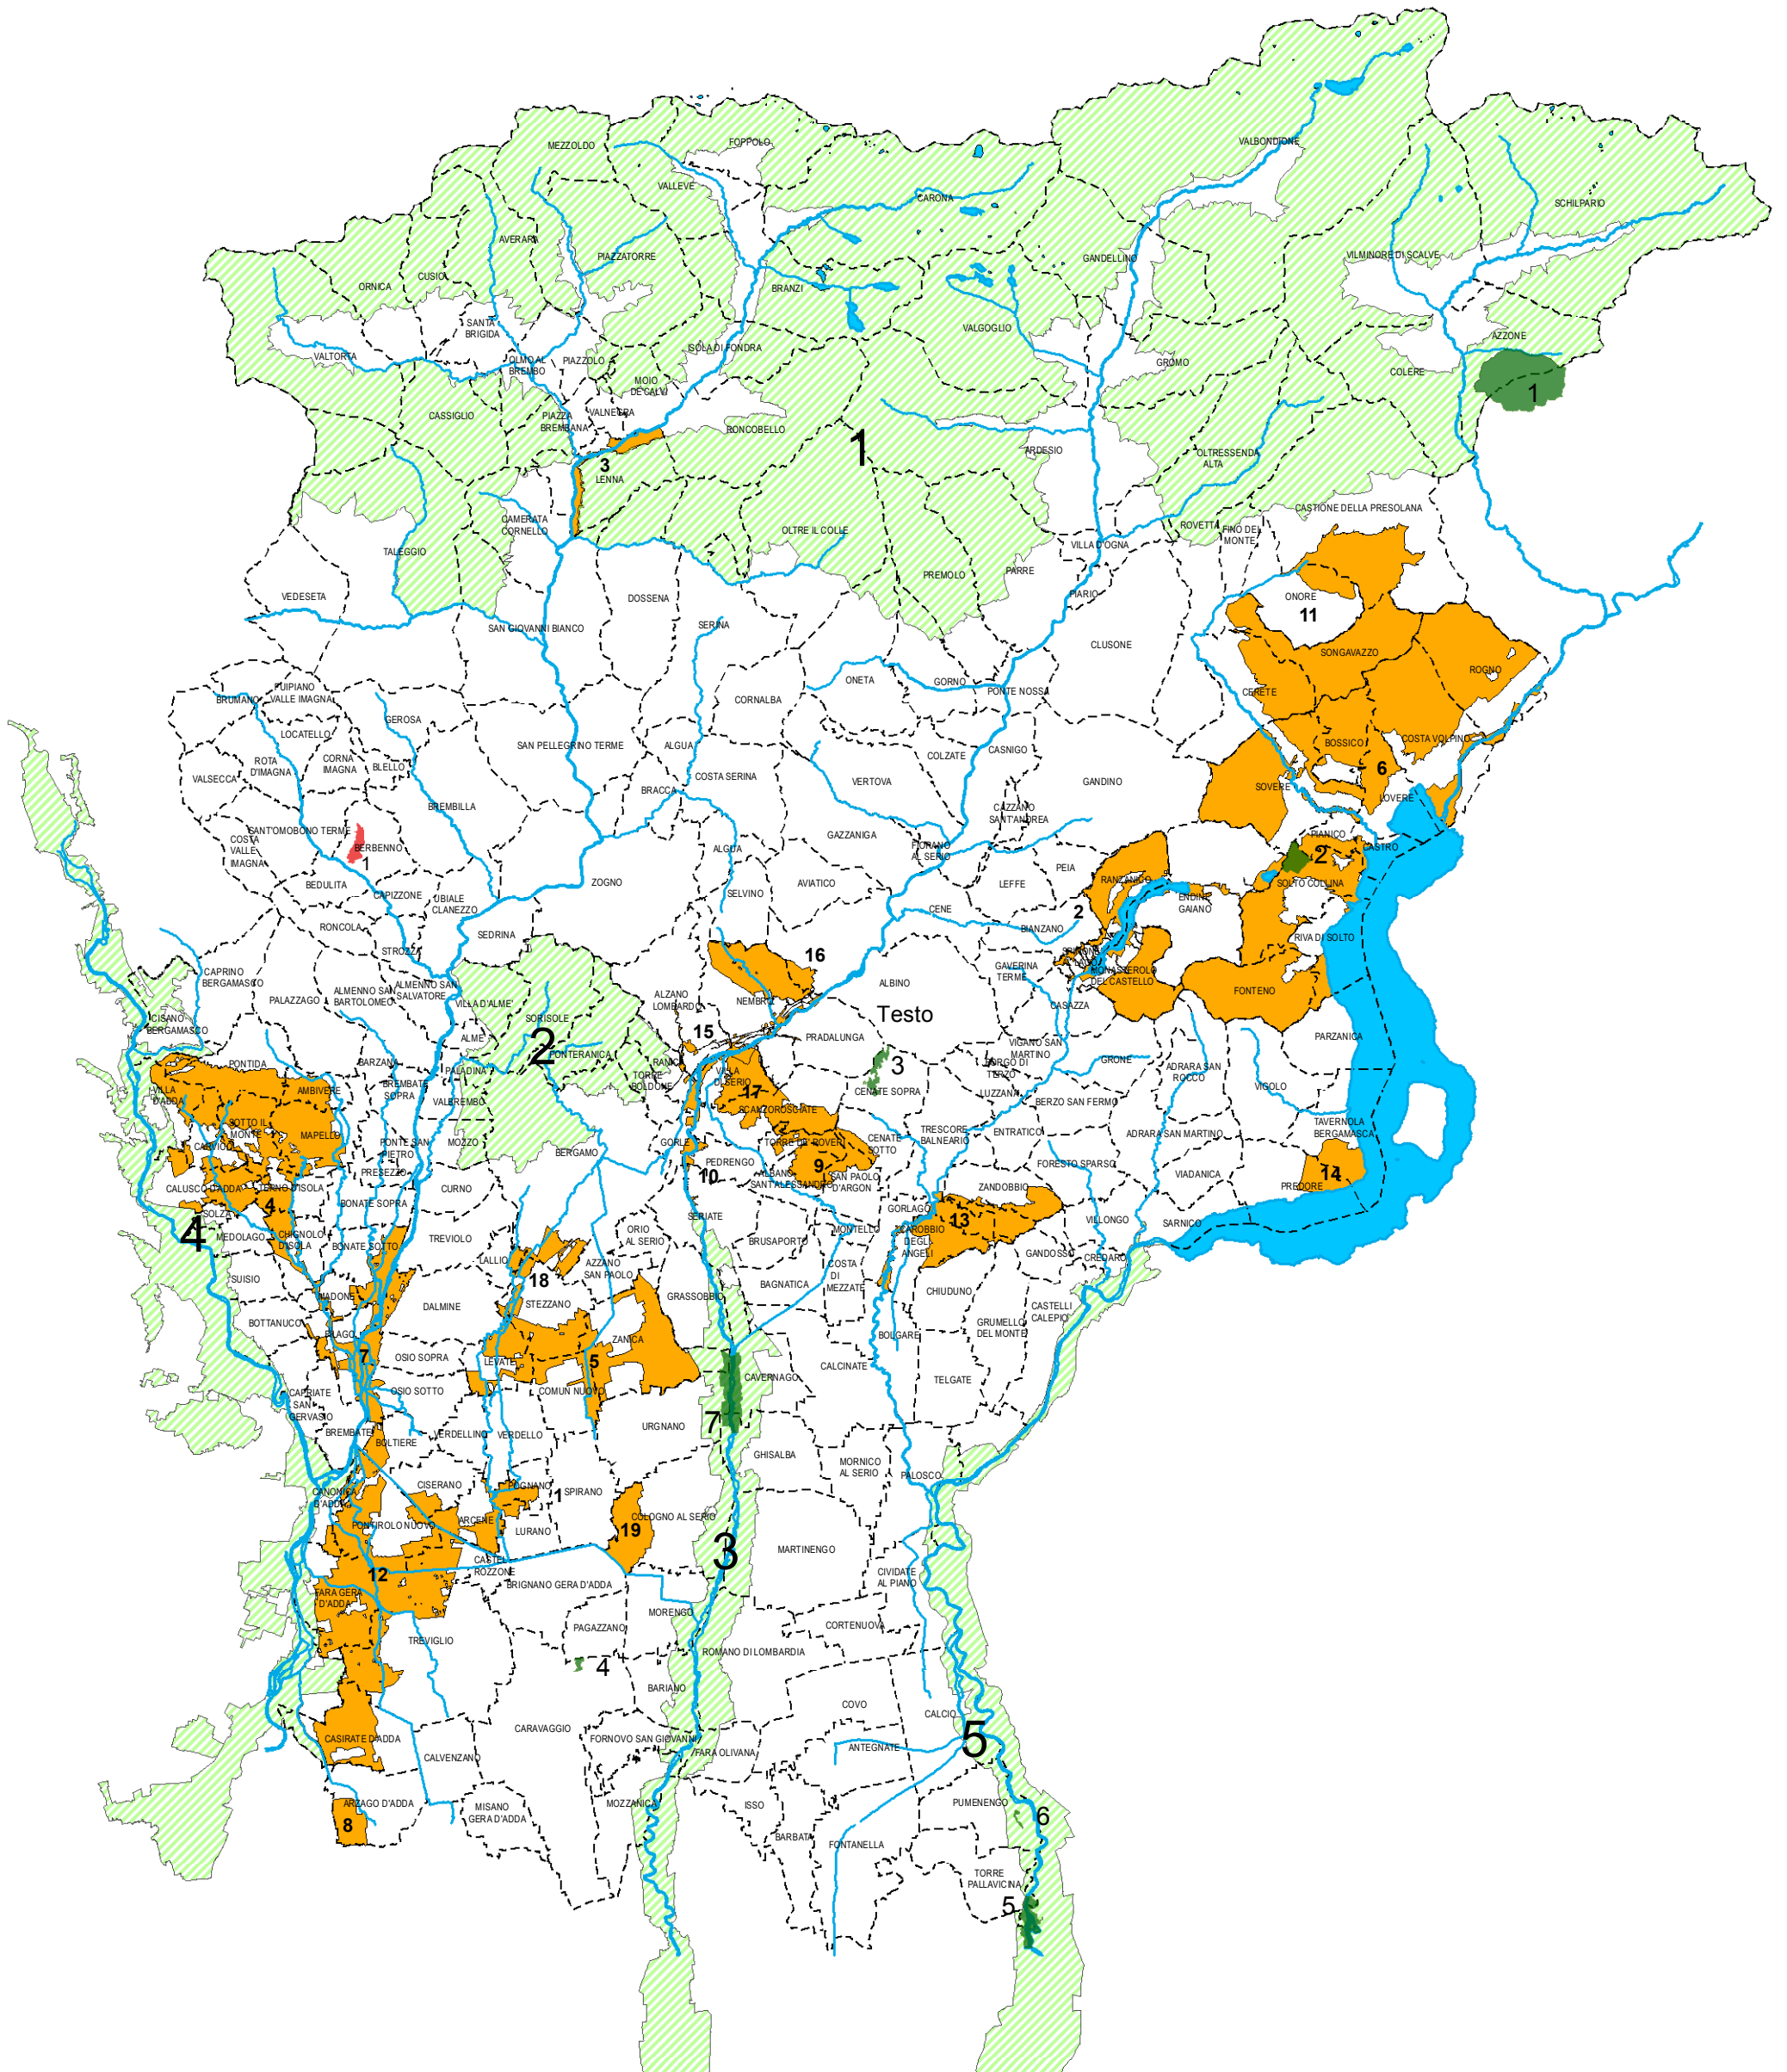 FOPPOLO
MEZZOLDO
VALBONDIONE
VALLEVE
CARONA
SCHILPARIO
AVERARA
PIAZZATORRE
GANDELLINO
VILMINORE DI SCALVE
CUSIO
ORNICA
BRANZI
VALGOGLIO
SANTA
BRIGIDA
AZZONE
ISOLA DI FONDRA
VALTORTA
OLMO AL
BREMBO
PIAZZOLO
GROMO
COLERE
MOIO
DE'CALVI
1
CASSIGLIO
PIAZZA
BREMBANA
VALNEGRA
RONCOBELLO
1
ARDESIO
OLTRESSENDA
ALTA
3
LENNA
CASTIONE DELLA PRESOLANA
CAMERATA
CORNELLO
OLTRE IL COLLE
ROVETTA
FINO DEL
MONTE
TALEGGIO
VILLA D'OGNA
PARRE
PREMOLO
PIARIO
ONORE
11
VEDESETA
DOSSENA
SERINA
SAN GIOVANNI BIANCO
CLUSONE
SONGAVAZZO
ROGNO
ONETA
GORNO
PONTE NOSSA
CERETE
BRUMANO
FUIPIANO
VALLE IMAGNA
CORNALBA
GEROSA
LOCATELLO
SAN PELLEGRINO TERME
ALGUA
COLZATE
CASNIGO
BOSSICO
COSTA VOLPINO
ROTA
D'IMAGNA
CORNA
IMAGNA
BLELLO
VALSECCA
COSTA SERINA
VERTOVA
GANDINO
6
BRACCA
SOVERE
LOVERE
BREMBILLA
CAZZANO
SANT'ANDREA
SANT'OMOBONO TERME
COSTA
VALLE
IMAGNA
BERBENNO
1
GAZZANIGA
FIORANO
AL SERIO
ALGUA
PIANICO
CASTRO
2
BEDULITA
CAPIZZONE
UBIALE
CLANEZZO
ZOGNO
SELVINO
AVIATICO
LEFFE
PEIA
RANZANICO
SOLTO COLLINA
ENDINE
GAIANO
CENE
2
BIANZANO
RONCOLA
STROZZA
SEDRINA
RIVA DI SOLTO
16
SPINONE
AL LAGO
CAPRINO
BERGAMASCO
GAVERINA
TERME
MONASTEROLO
DEL CASTELLO
FONTENO
PALAZZAGO
ALMENNO SAN
BARTOLOMEO
ALMENNO SAN
SALVATORE
VILLA D'ALME'
ALZANO
LOMBARDO
NEMBRO
ALBINO
CASAZZA
Testo
SORISOLE
CISANO
BERGAMASCO
ALME'
2
15
PRADALUNGA
PARZANICA
PONTERANICA
VIGANO SAN
MARTINO
PONTIDA
BARZANA
PALADINA
RANICA
TORRE
BOLDONE
VILLA
DI SERIO
3
BORGO DI
TERZO
GRONE
ADRARA SAN
ROCCO
VILLA
D'ADDA
AMBIVERE
BREMBATE
SOPRA
VALBREMBO
17
CENATE SOPRA
LUZZANA
BERZO SAN FERMO
VIGOLO
SCANZOROSCIATE
SOTTO IL
MONTE
MAPELLO
CARVICO
PONTE SAN
PIETRO
MOZZO
GORLE
TORRE DE' ROVERI
CENATE
SOTTO
TRESCORE
BALNEARIO
ENTRATICO
ADRARA SAN MARTINO
TAVERNOLA
BERGAMASCA
BERGAMO
PRESEZZO
PEDRENGO
ALBANO
SANT'ALESSANDRO
9
SAN PAOLO
D'ARGON
FORESTO SPARSO
VIADANICA
14
PREDORE
CALUSCO D'ADDA
TERNO D'ISOLA
4
CURNO
10
ZANDOBBIO
BONATE SOPRA
SOLZA
SERIATE
GORLAGO
13
VILLONGO
SARNICO
4
MEDOLAGO
CHIGNOLO
D'ISOLA
BONATE SOTTO
TREVIOLO
ORIO
AL SERIO
BRUSAPORTO
MONTELLO
CAROBBIO
DEGLI
ANGELI
GANDOSSO
CREDARO
LALLIO
AZZANO
SAN PAOLO
SUISIO
18
BAGNATICA
COSTA
DI
MEZZATE
CHIUDUNO
MADONE
DALMINE
STEZZANO
GRASSOBBIO
CASTELLI
CALEPIO
BOTTANUCO
FILAGO
GRUMELLO
DEL MONTE
BOLGARE
ZANICA
7
OSIO SOPRA
LEVATE
5
CALCINATE
CAVERNAGO
TELGATE
CAPRIATE
SAN
GERVASIO
OSIO SOTTO
COMUN NUOVO
7
URGNANO
BREMBATE
BOLTIERE
VERDELLINO
VERDELLO
GHISALBA
MORNICO
AL SERIO
PALOSCO
CISERANO
POGNANO
1
SPIRANO
CANONICA
D'ADDA
PONTIROLO NUOVO
ARCENE
LURANO
19
COLOGNO AL SERIO
3
MARTINENGO
CASTEL
ROZZONE
12
CIVIDATE
AL PIANO
FARA GERA
D'ADDA
BRIGNANO GERA D'ADDA
MORENGO
PAGAZZANO
CORTENUOVA
TREVIGLIO
ROMANO DI LOMBARDIA
4
BARIANO
COVO
CALCIO
CARAVAGGIO
CASIRATE D'ADDA
FORNOVO SAN GIOVANNI
FARA OLIVANA
ANTEGNATE
5
CALVENZANO
ARZAGO D'ADDA
MISANO
GERA D'ADDA
MOZZANICA
ISSO
PUMENENGO
6
8
BARBATA
FONTANELLA
TORRE
PALLAVICINA
5